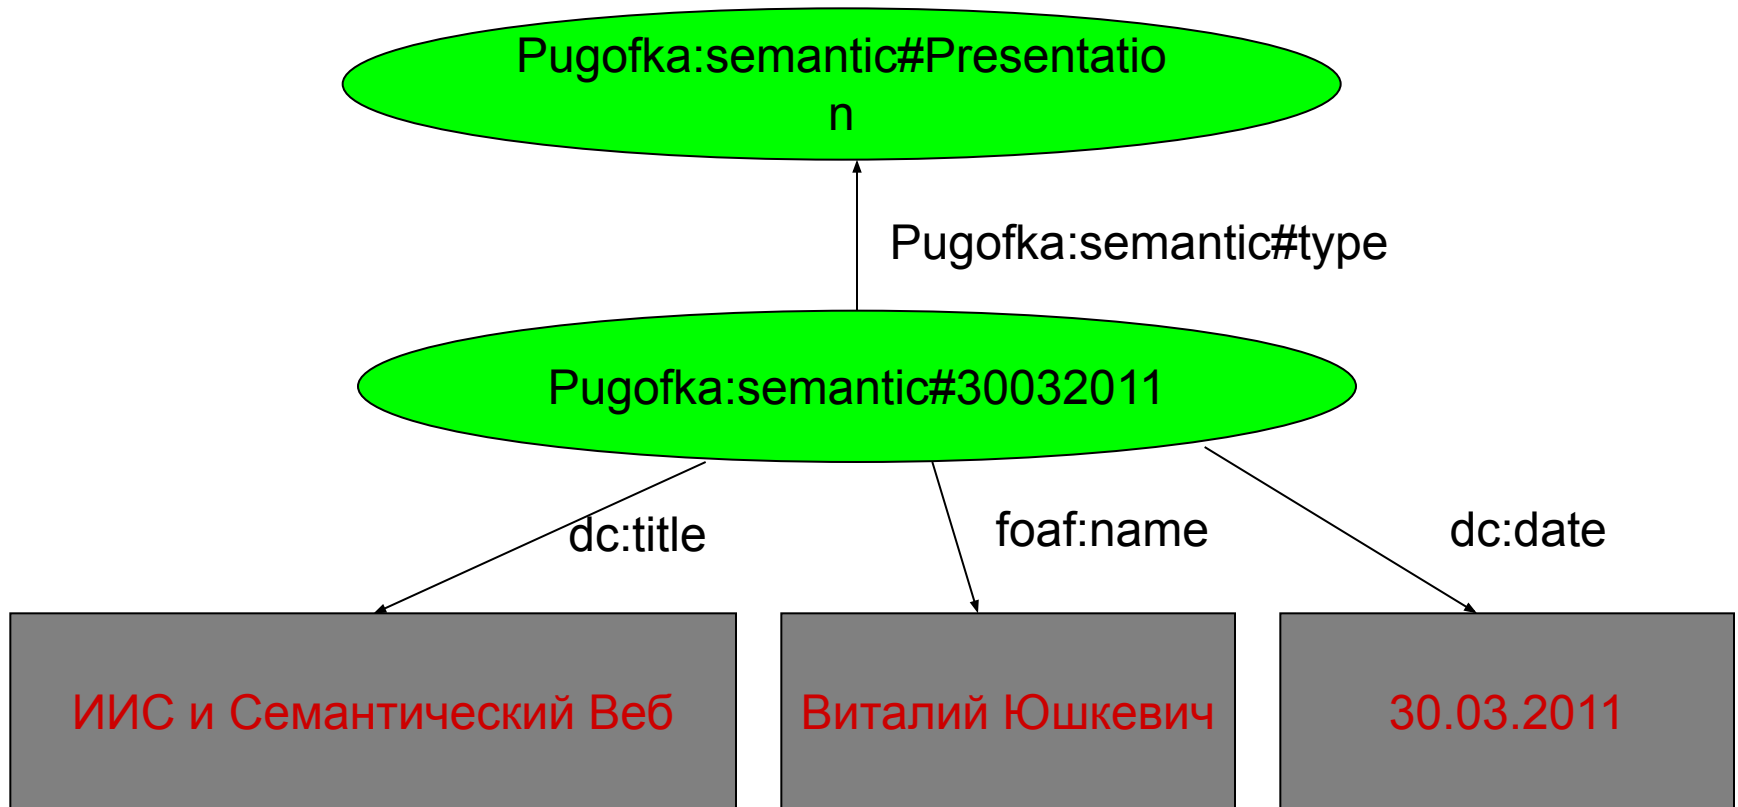 Pugofka:semantic#Presentatio
n
Pugofka:semantic#type
Pugofka:semantic#30032011
dc:title
foaf:name
dc:date
ИИС и Семантический Веб
Виталий Юшкевич
30.03.2011